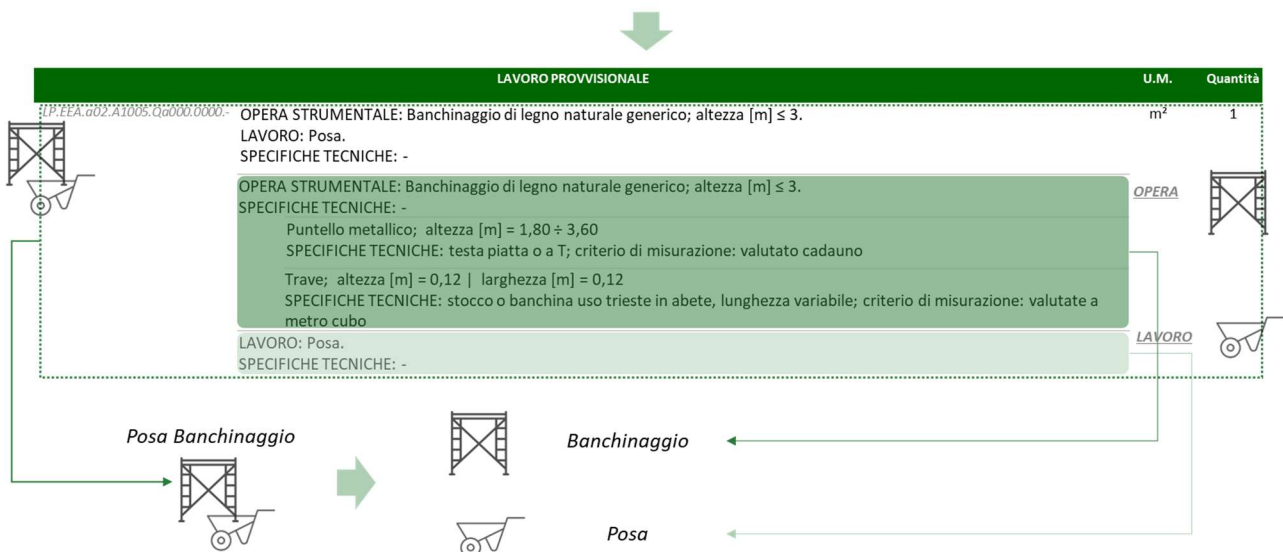 LAVORO PROVVISIONALE U.M. Quantità
LP.EEA.a02.A1005.Qa000.0000.- OPERA STRUMENTALE: Banchinaggio di legno naturale generico; altezza [m] ≤ 3. m² 1
LAVORO: Posa.
SPECIFICHE TECNICHE: -
OPERA STRUMENTALE: Banchinaggio di legno naturale generico; altezza [m] ≤ 3. OPERA
SPECIFICHE TECNICHE: -
Puntello metallico; altezza [m] = 1,80 ÷ 3,60
SPECIFICHE TECNICHE: testa piatta o a T; criterio di misurazione: valutato cadauno
Trave; altezza [m] = 0,12 | larghezza [m] = 0,12
SPECIFICHE TECNICHE: stocco o banchina uso trieste in abete, lunghezza variabile; criterio di misurazione: valutate a
metro cubo
LAVORO: Posa. LAVORO
SPECIFICHE TECNICHE: -
Posa Banchinaggio Banchinaggio
Posa